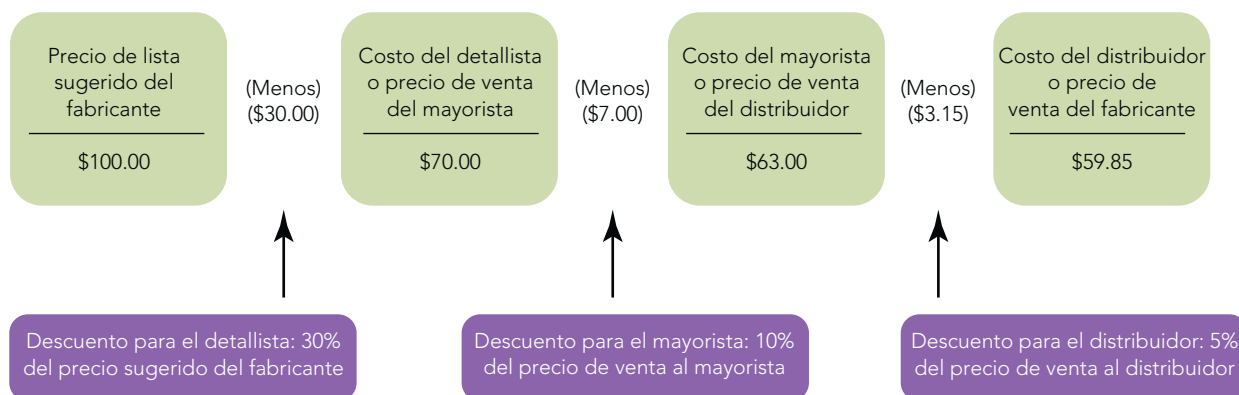 Precio de lista
sugerido del
fabricante
$100.00
(Menos)
($30.00)
Costo del detallista
o precio de venta
del mayorista
$70.00
(Menos)
($7.00)
Costo del mayorista
o precio de venta
del distribuidor
$63.00
(Menos)
($3.15)
Costo del distribuidor
o precio de
venta del fabricante
$59.85
Descuento para el detallista: 30%
del precio sugerido del fabricante
Descuento para el mayorista: 10%
del precio de venta al mayorista
Descuento para el distribuidor: 5%
del precio de venta al distribuidor